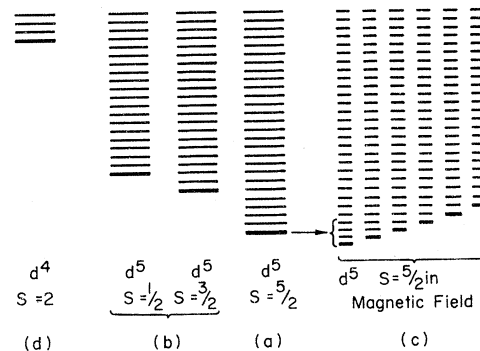 d⁴
S = 2
(d)
d⁵ d⁵
S = ½ S = 3/2
(b)
d⁵
S = 5/2
(a)
d⁵ S = 5/2 in
Magnetic Field
(c)